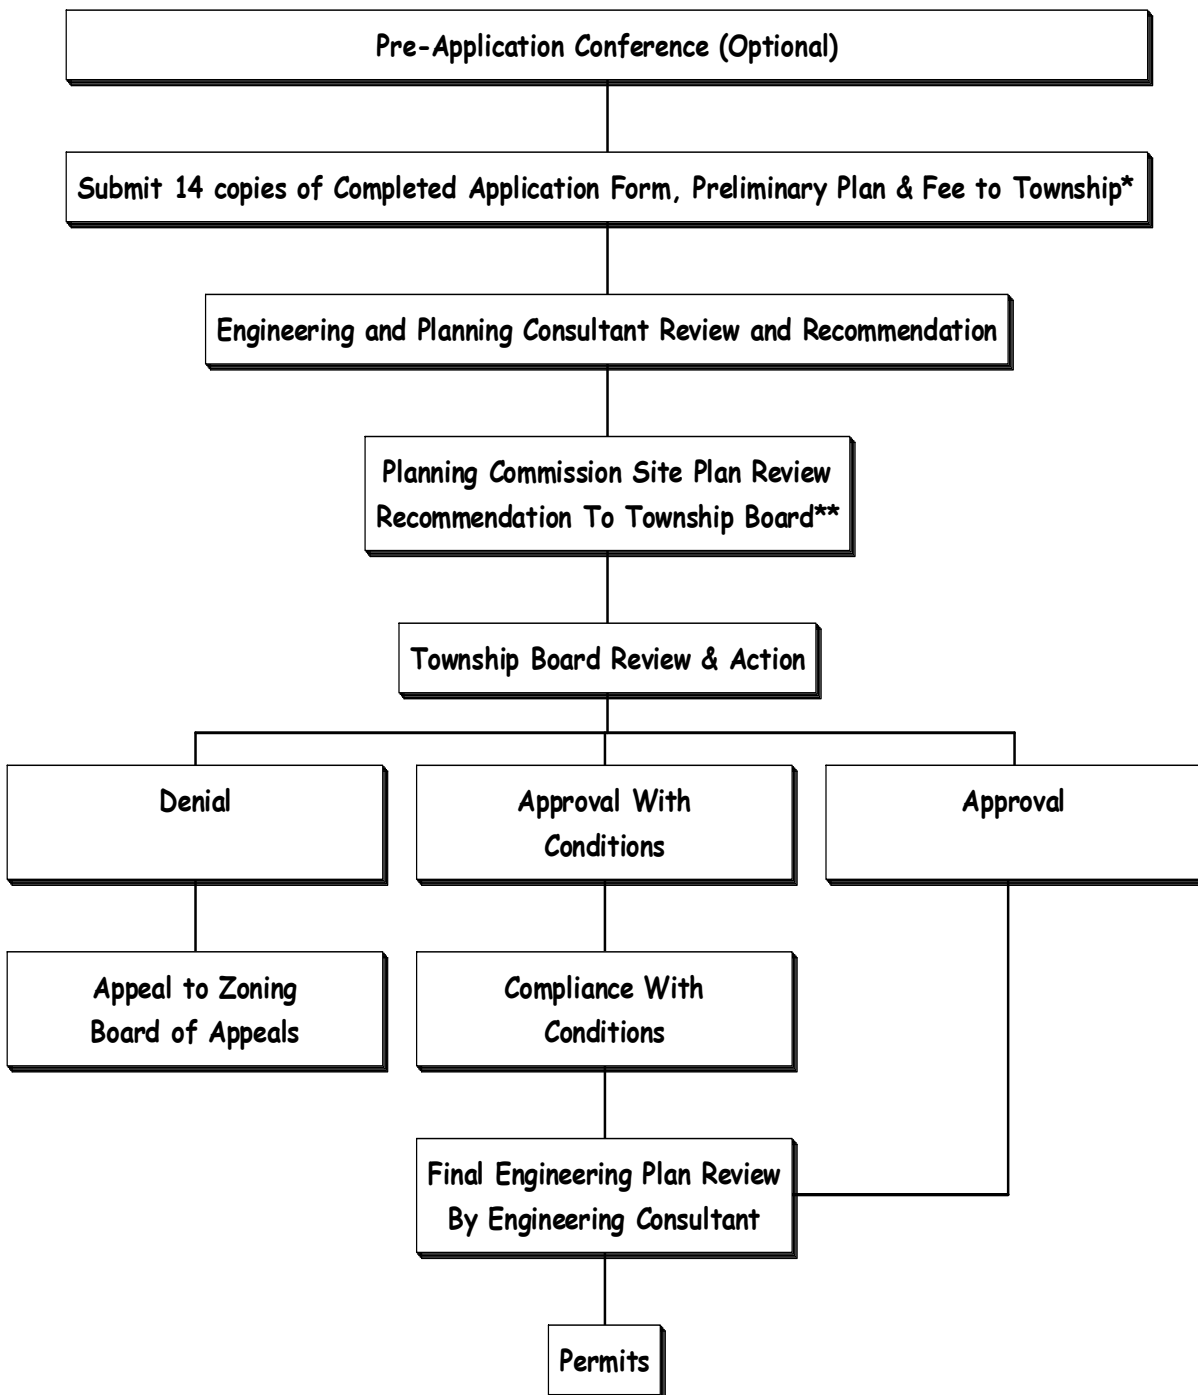 Pre-Application Conference (Optional)
Submit 14 copies of Completed Application Form, Preliminary Plan & Fee to Township*
Engineering and Planning Consultant Review and Recommendation
Planning Commission Site Plan Review
Recommendation To Township Board**
Township Board Review & Action
Denial
Approval With
Conditions
Approval
Appeal to Zoning
Board of Appeals
Compliance With
Conditions
Final Engineering Plan Review
By Engineering Consultant
Permits